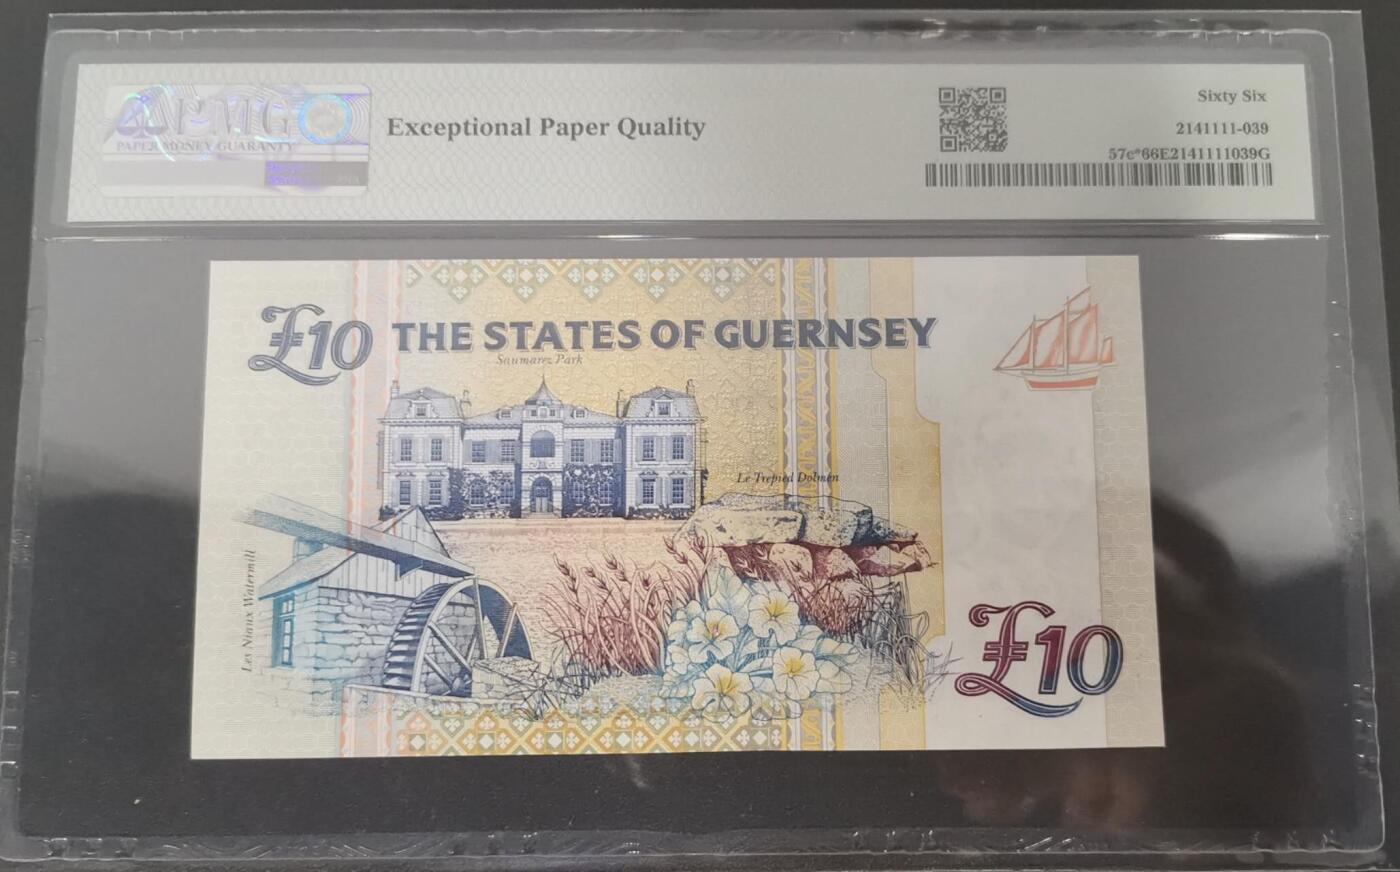 PMG
PAPER MONEY GUARANTY
Exceptional Paper Quality
Sixty Six
2141111-039
57c*66E2141111039G
£10 THE STATES OF GUERNSEY
Saumarez Park
Le Trepied Dolmen
Les Niaux Watermill
£10